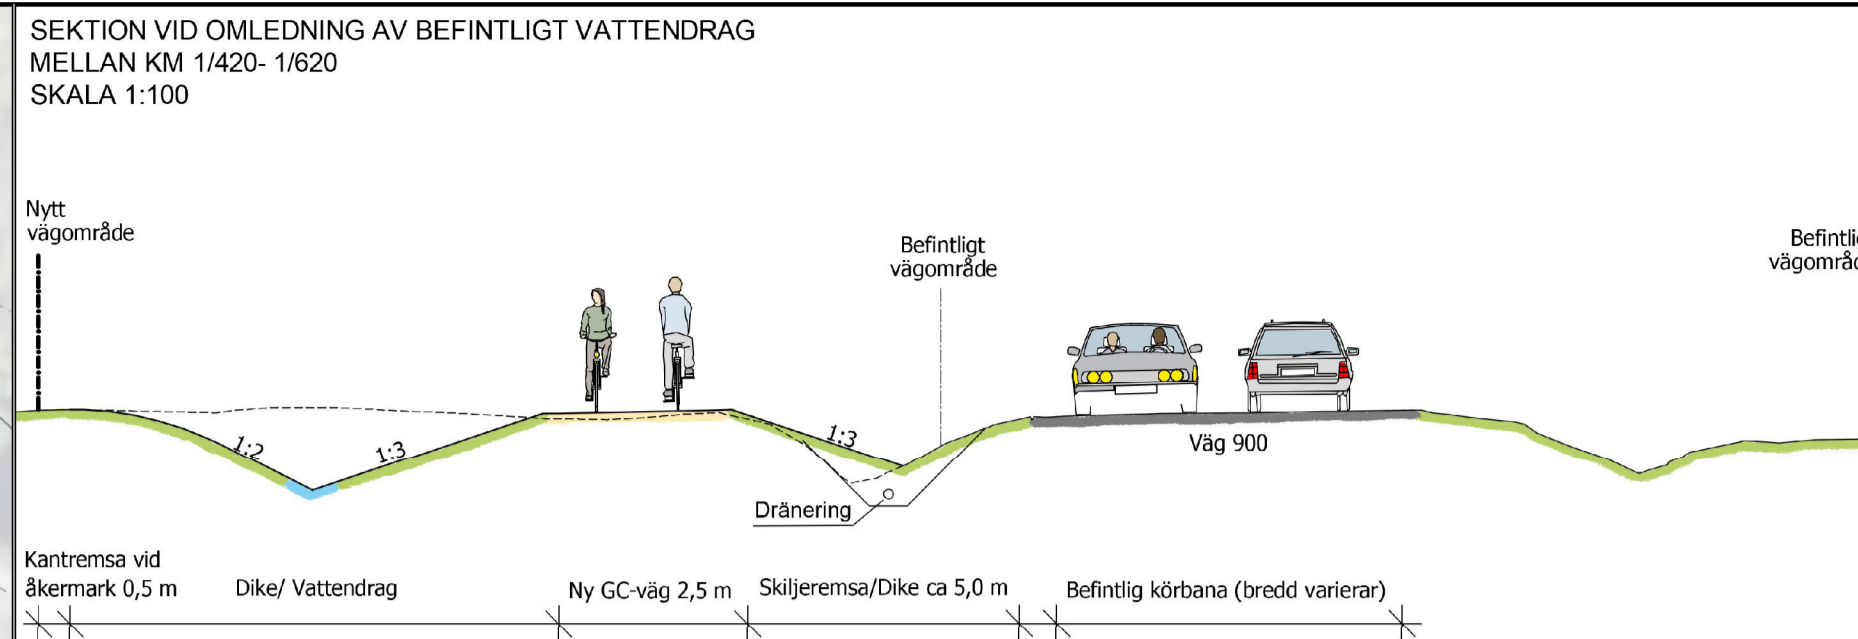 SEKTION VID OMLEDNING AV BEFINTLIGT VATTENDRAG
MELLAN KM 1/420- 1/620
SKALA 1:100
Nytt
vägområde
Befintligt
vägområde
1:2
1:3
1:3
Väg 900
Dränering
Kantremsa vid
åkermark 0,5 m
Dike/ Vattendrag
Ny GC-väg 2,5 m
Skiljeremsa/Dike ca 5,0 m
Befintlig körbana (bredd varierar)